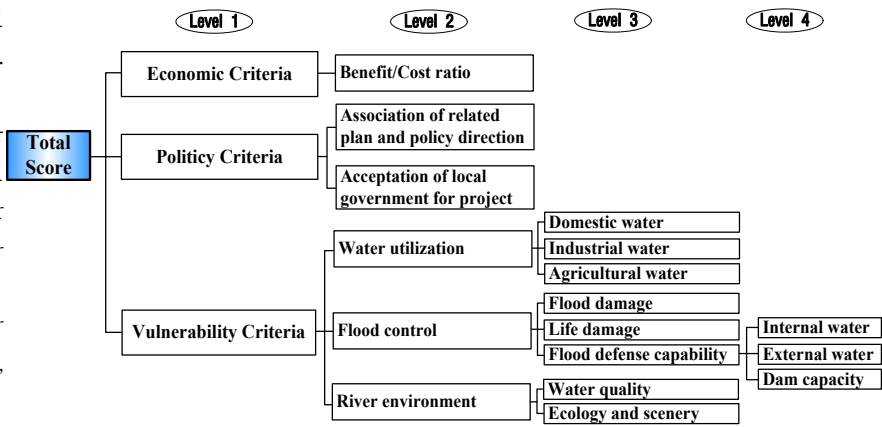 Level 1
Level 2
Level 3
Level 4
Total
Score
Economic Criteria
Benefit/Cost ratio
Politicy Criteria
Association of related
plan and policy direction
Acceptation of local
government for project
Vulnerability Criteria
Water utilization
Domestic water
Industrial water
Agricultural water
Flood control
Flood damage
Life damage
Flood defense capability
Internal water
External water
Dam capacity
River environment
Water quality
Ecology and scenery